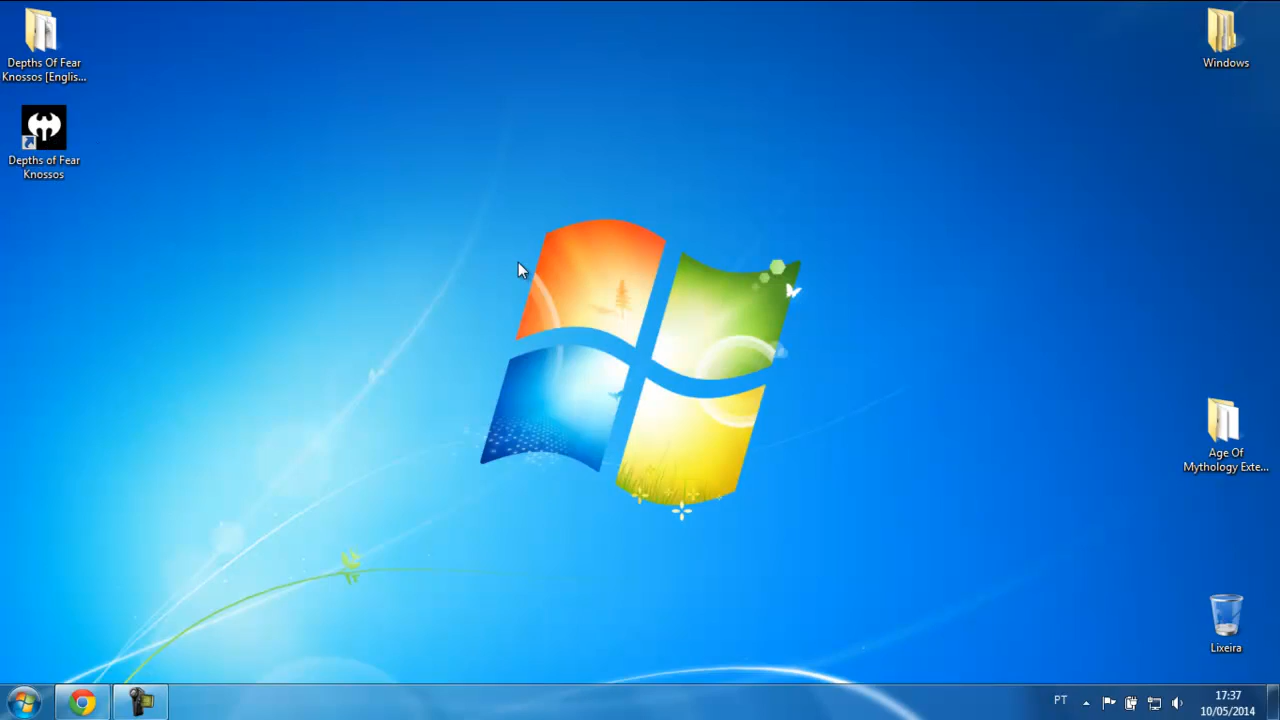 Depths Of Fear
Knossos [Englis...
Depths of Fear
Knossos
Windows
Age Of
Mythology Exte...
Lixeira
PT
17:37
10/05/2014